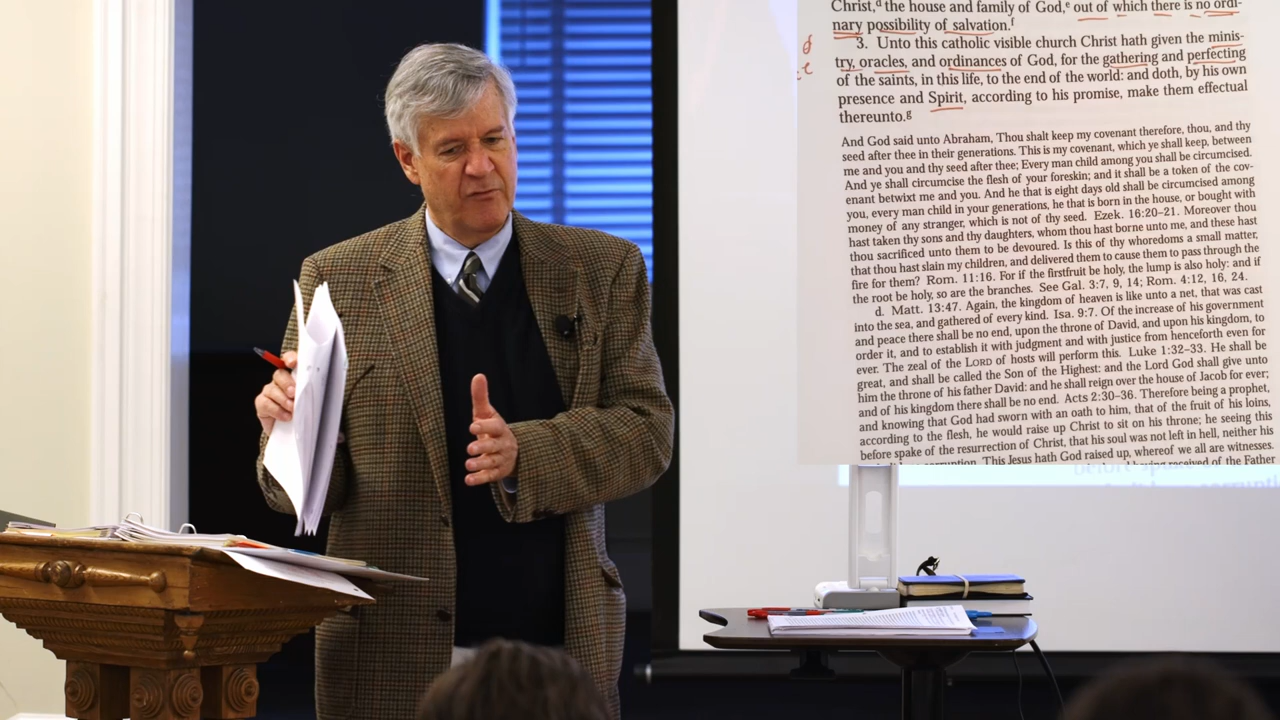 Christ,d the house and family of God,e out of which there is no ordi-
nary possibility of salvation.f
3. Unto this catholic visible church Christ hath given the minis-
try, oracles, and ordinances of God, for the gathering and perfecting
of the saints, in this life, to the end of the world: and doth, by his own
presence and Spirit, according to his promise, make them effectual
thereunto.g
And God said unto Abraham, Thou shalt keep my covenant therefore, thou, and thy
seed after thee in their generations. This is my covenant, which ye shall keep, between
me and you and thy seed after thee; Every man child among you shall be circumcised.
And ye shall circumcise the flesh of your foreskin; and it shall be a token of the cov-
enant betwixt me and you. And he that is eight days old shall be circumcised among
you, every man child in your generations, he that is born in the house, or bought with
money of any stranger, which is not of thy seed. Ezek. 16:20–21. Moreover thou
hast taken thy sons and thy daughters, whom thou hast borne unto me, and these hast
thou sacrificed unto them to be devoured. Is this of thy whoredoms a small matter,
that thou hast slain my children, and delivered them to cause them to pass through the
fire for them? Rom. 11:16. For if the firstfruit be holy, the lump is also holy: and if
the root be holy, so are the branches. See Gal. 3:7, 9, 14; Rom. 4:12, 16, 24.
d. Matt. 13:47. Again, the kingdom of heaven is like unto a net, that was cast
into the sea, and gathered of every kind. Isa. 9:7. Of the increase of his government
and peace there shall be no end, upon the throne of David, and upon his kingdom, to
order it, and to establish it with judgment and with justice from henceforth even for
ever. The zeal of the LORD of hosts will perform this. Luke 1:32–33. He shall be
great, and shall be called the Son of the Highest: and the Lord God shall give unto
him the throne of his father David: and he shall reign over the house of Jacob for ever;
and of his kingdom there shall be no end. Acts 2:30–36. Therefore being a prophet,
and knowing that God had sworn with an oath to him, that of the fruit of his loins,
according to the flesh, he would raise up Christ to sit on his throne; he seeing this
before spake of the resurrection of Christ, that his soul was not left in hell, neither his
corruption. This Jesus hath God raised up, whereof we all are witnesses.
having received of the Father